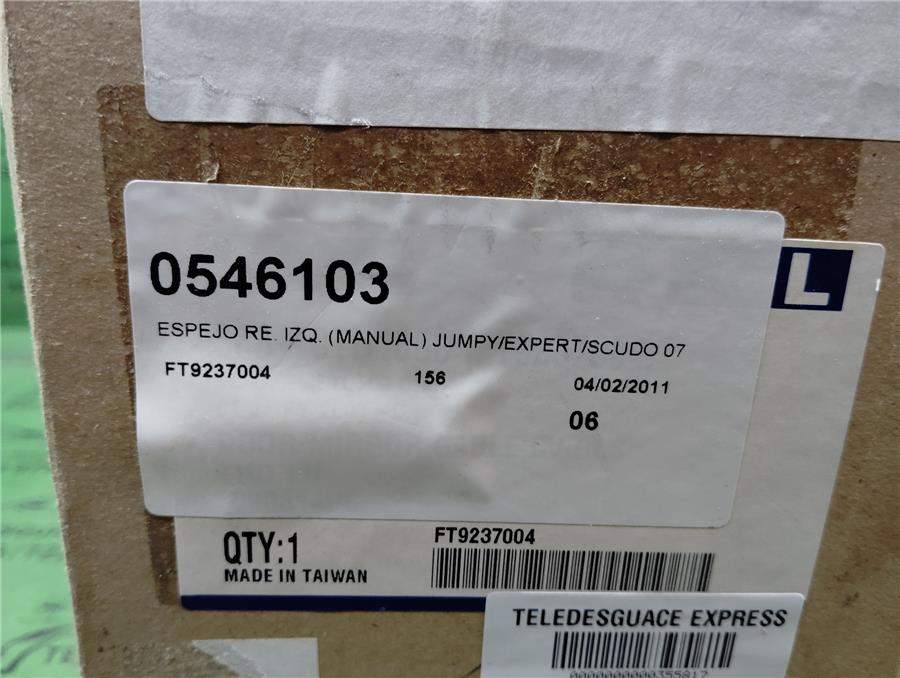 0546103
L
ESPEJO RE. IZQ. (MANUAL) JUMPY/EXPERT/SCUDO 07
FT9237004 156 04/02/2011
06
QTY:1 FT9237004
MADE IN TAIWAN
TELEDESGUACE EXPRESS
0000000000355817